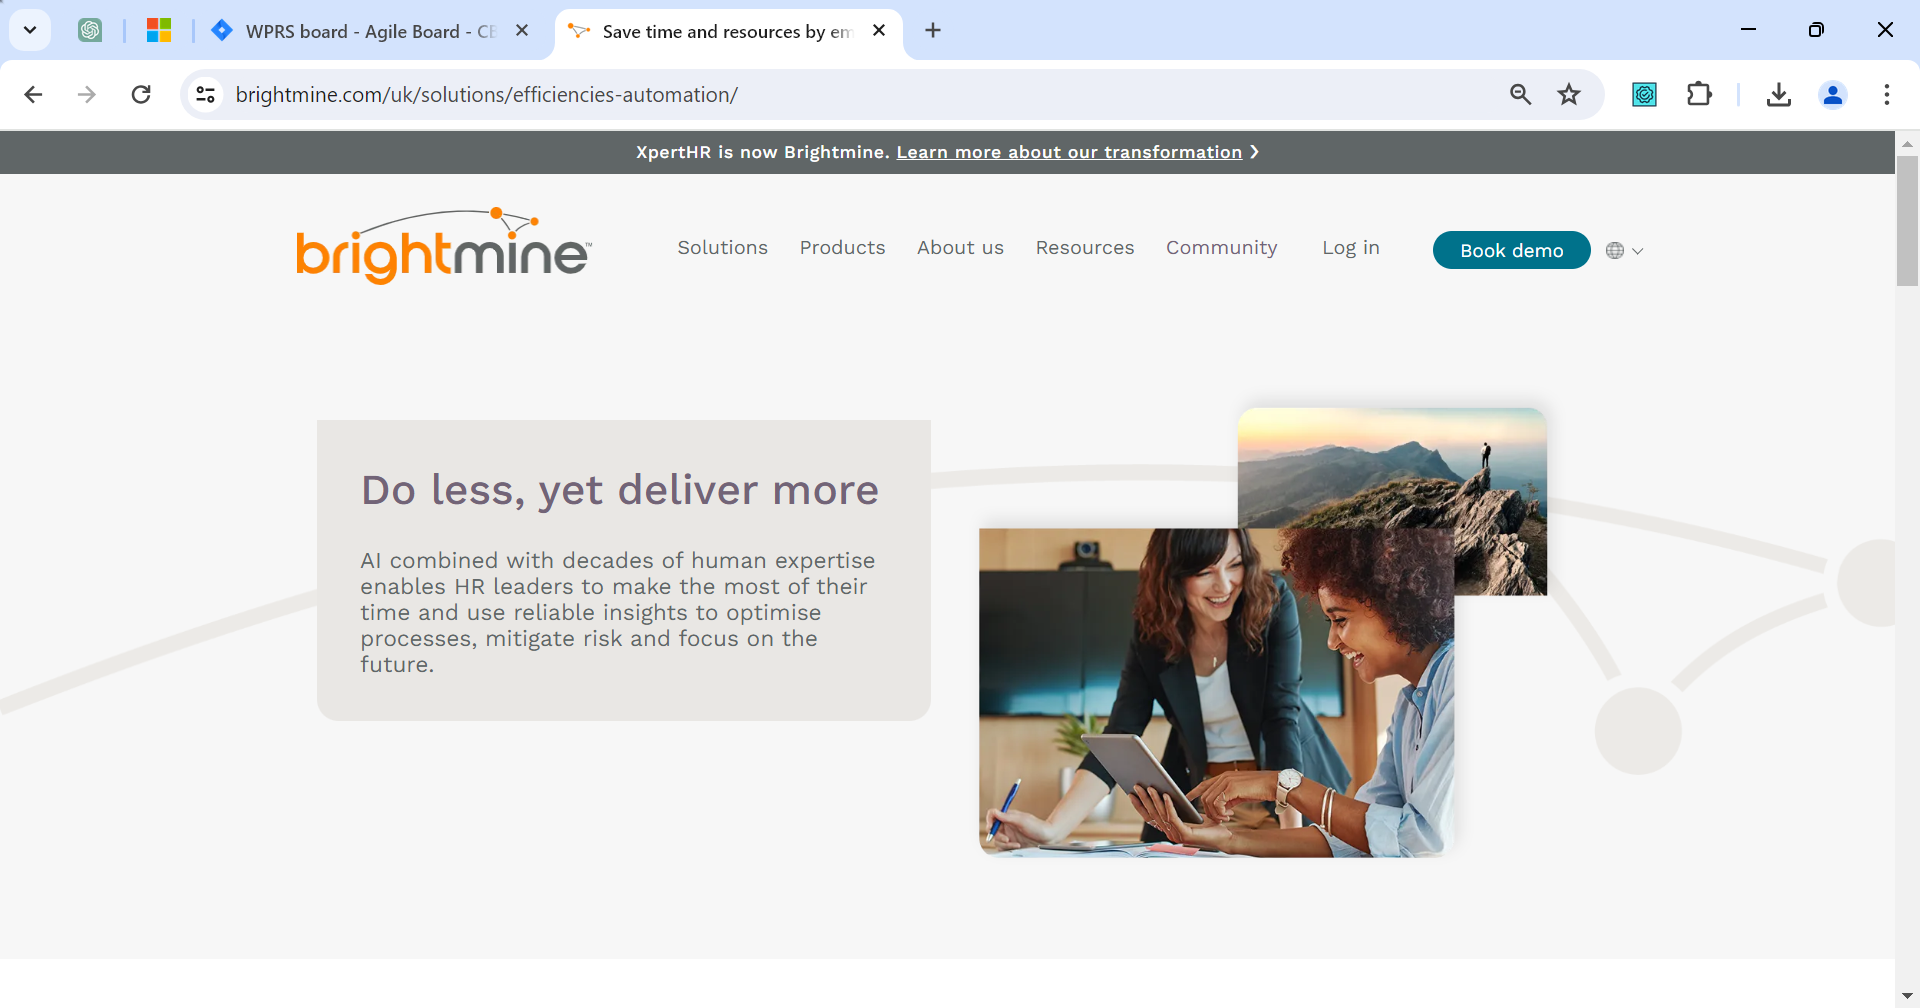 WPRS board - Agile Board - CE
Save time and resources by em
brightmine.com/uk/solutions/efficiencies-automation/
XpertHR is now Brightmine. Learn more about our transformation ❯
brightmine™
Solutions
Products
About us
Resources
Community
Log in
Book demo
Do less, yet deliver more
AI combined with decades of human expertise
enables HR leaders to make the most of their
time and use reliable insights to optimise
processes, mitigate risk and focus on the
future.